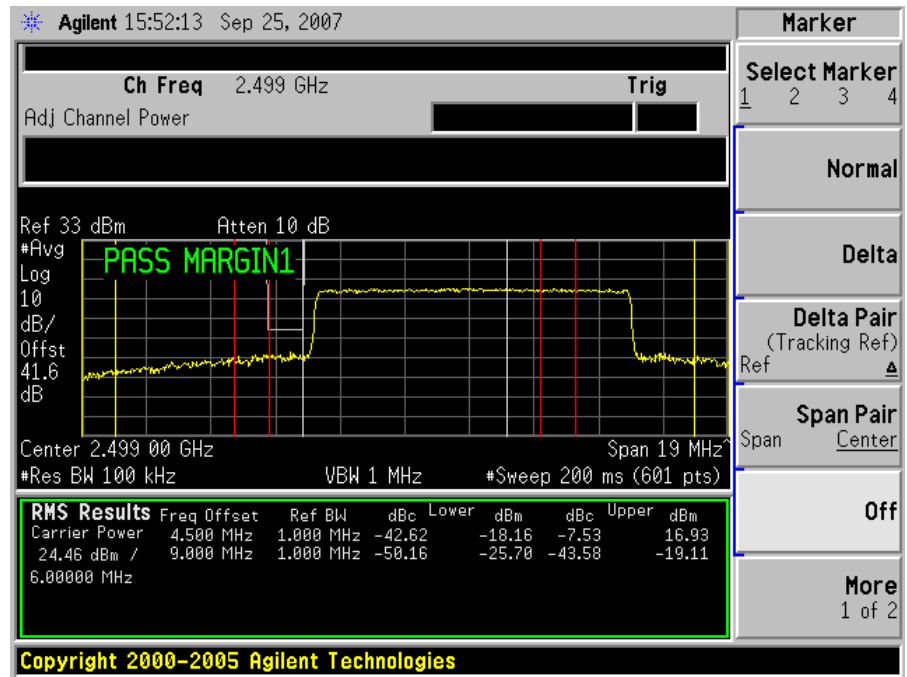 Agilent 15:52:13 Sep 25, 2007
Marker
Ch Freq 2.499 GHz Trig
Adj Channel Power
Select Marker
1 2 3 4
Normal
Delta
Delta Pair
(Tracking Ref)
Ref Δ
Span Pair
Span Center
Off
More
1 of 2
Ref 33 dBm Atten 10 dB
#Avg
Log
10
dB/
Offst
41.6
dB
PASS MARGIN1
Center 2.499 00 GHz Span 19 MHz^
#Res BW 100 kHz VBW 1 MHz #Sweep 200 ms (601 pts)
RMS Results Freq Offset Ref BW dBc Lower dBm dBc Upper dBm
Carrier Power 4.500 MHz 1.000 MHz -42.62 -18.16 -7.53 16.93
24.46 dBm / 9.000 MHz 1.000 MHz -50.16 -25.70 -43.58 -19.11
6.00000 MHz
Copyright 2000-2005 Agilent Technologies